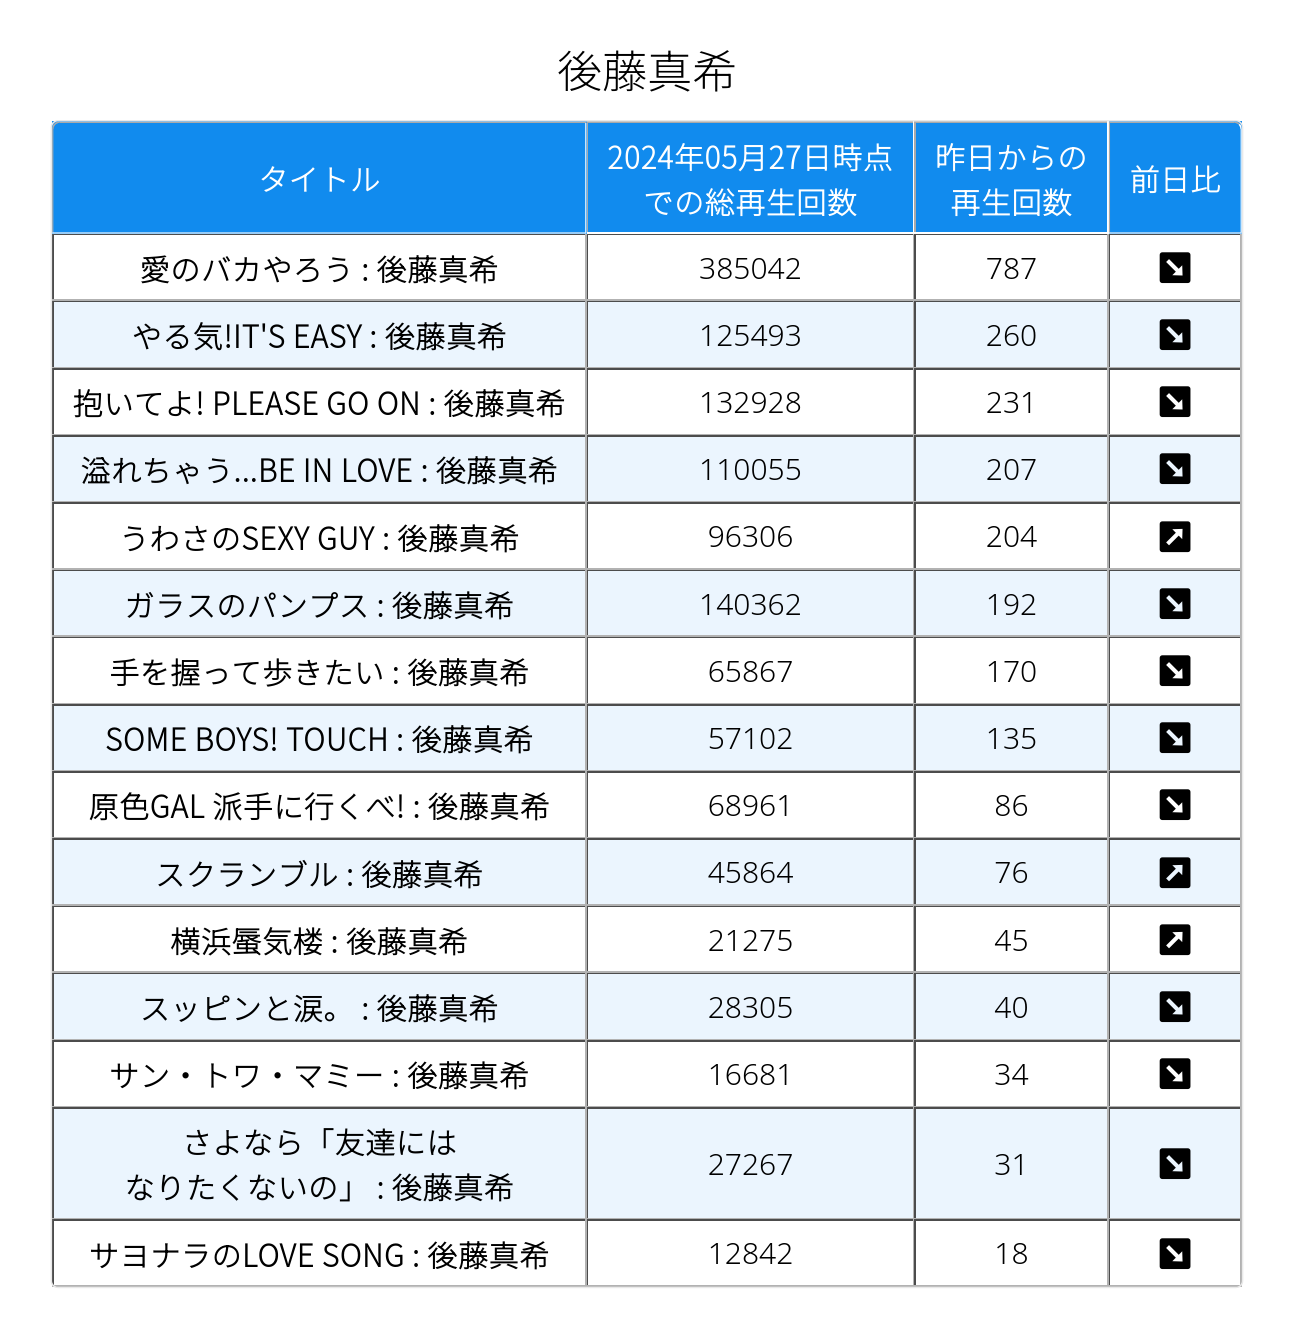 後藤真希
タイトル
2024年05月27日時点
での総再生回数
昨日からの
再生回数
前日比
愛のバカやろう : 後藤真希 385042 787 ↘
やる気!IT'S EASY : 後藤真希 125493 260 ↘
抱いてよ! PLEASE GO ON : 後藤真希 132928 231 ↘
溢れちゃう...BE IN LOVE : 後藤真希 110055 207 ↘
うわさのSEXY GUY : 後藤真希 96306 204 ↗
ガラスのパンプス : 後藤真希 140362 192 ↘
手を握って歩きたい : 後藤真希 65867 170 ↘
SOME BOYS! TOUCH : 後藤真希 57102 135 ↘
原色GAL 派手に行くべ! : 後藤真希 68961 86 ↘
スクランブル : 後藤真希 45864 76 ↗
横浜蜃気楼 : 後藤真希 21275 45 ↗
スッピンと涙。 : 後藤真希 28305 40 ↘
サン・トワ・マミー : 後藤真希 16681 34 ↘
さよなら「友達には
なりたくないの」 : 後藤真希 27267 31 ↘
サヨナラのLOVE SONG : 後藤真希 12842 18 ↘